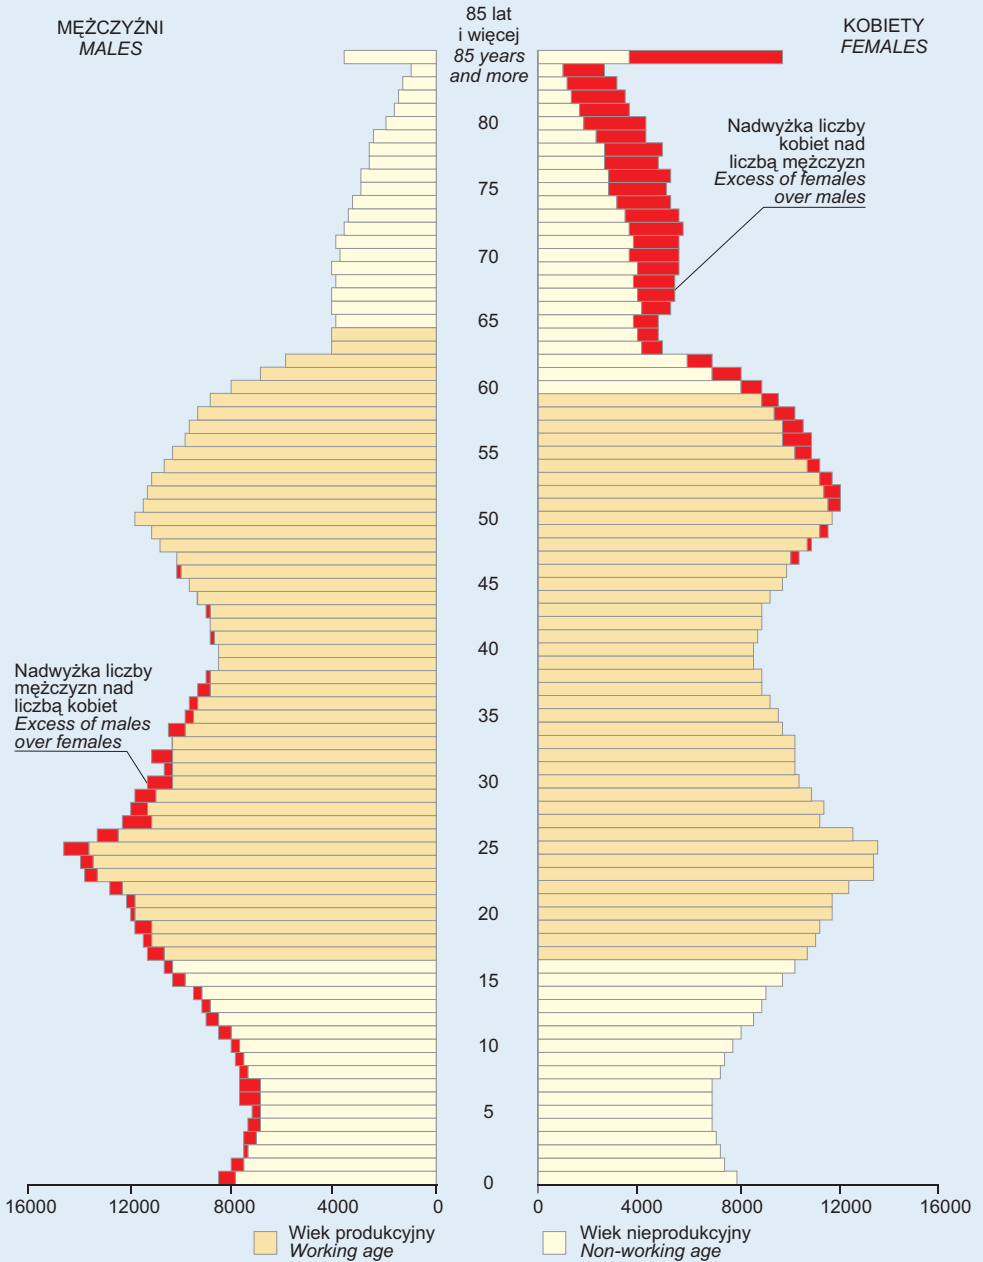 MĘŻCZYŹNI
MALES
85 lat
i więcej
85 years
and more
KOBIETY
FEMALES
Nadwyżka liczby
kobiet nad
liczbą mężczyzn
Excess of females
over males
80
75
70
65
60
55
50
45
40
35
30
25
20
15
10
5
0
Nadwyżka liczby
mężczyzn nad
liczbą kobiet
Excess of males
over females
16000 12000 8000 4000 0
0 4000 8000 12000 16000
Wiek produkcyjny
Working age
Wiek nieprodukcyjny
Non-working age